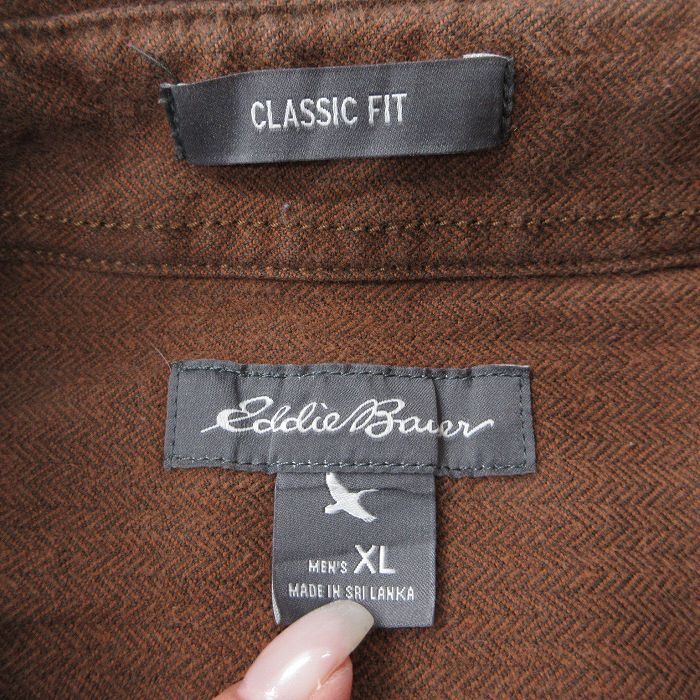 CLASSIC FIT
Eddie Bauer
MEN'S XL
MADE IN SRI LANKA